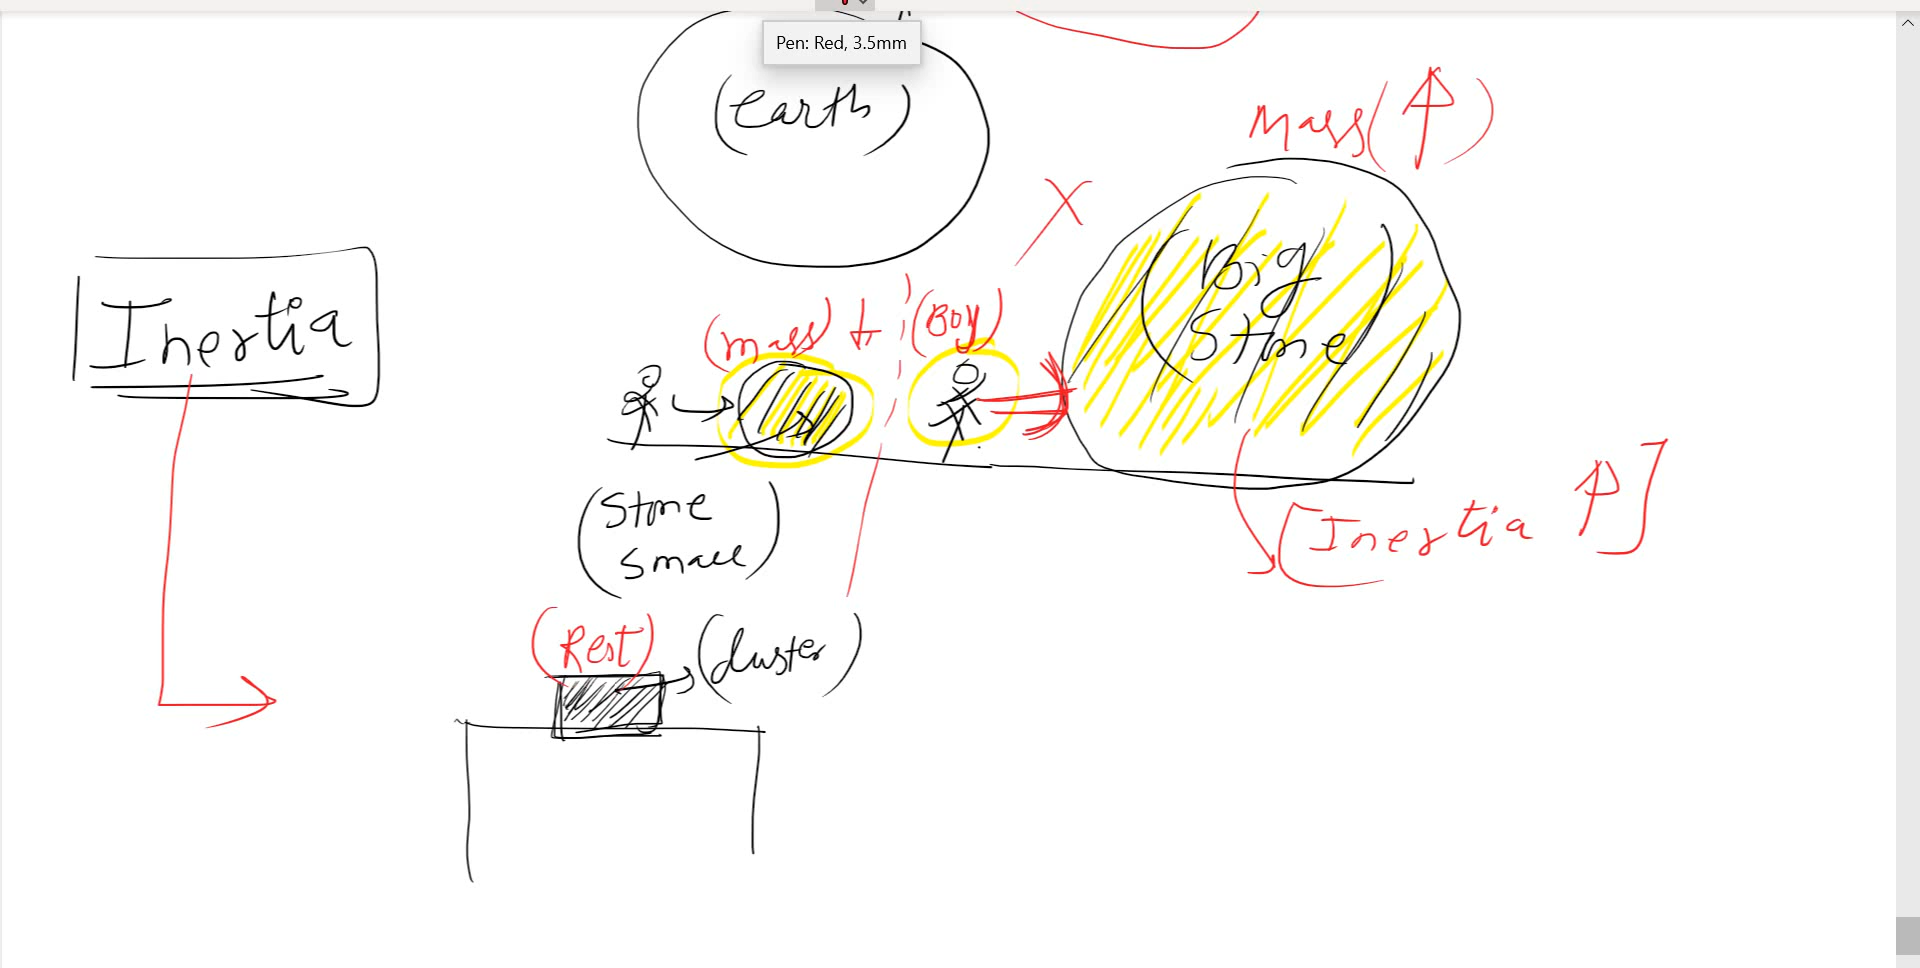 Pen: Red, 3.5mm
(earth)
Mass(↑)
Inertia
(mass) ↓
(Boy)
(Big
Stone)
(Stone
small)
[Inertia ↑]
(Rest)
(duster)